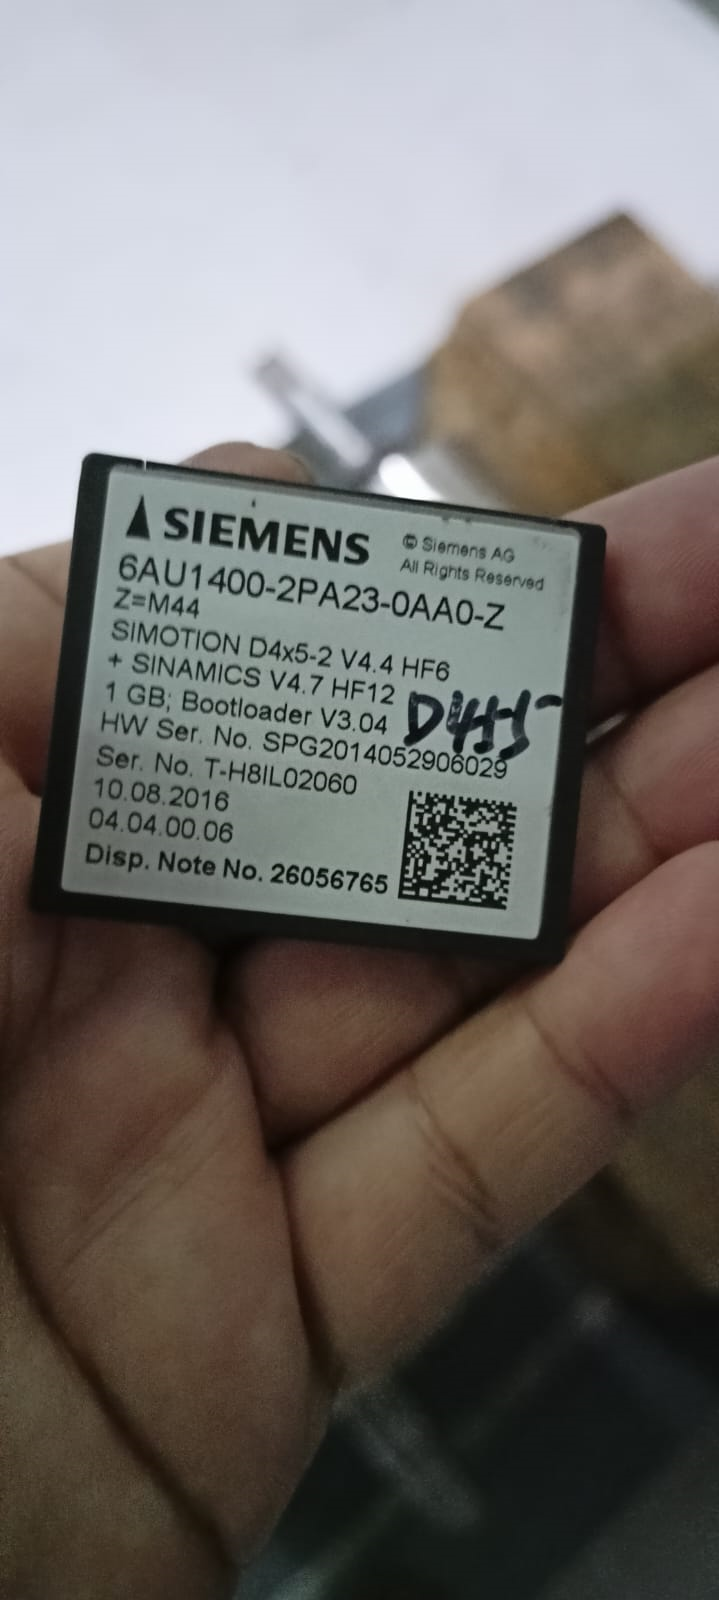 SIEMENS
© Siemens AG
All Rights Reserved
6AU1400-2PA23-0AA0-Z
Z=M44
SIMOTION D4x5-2 V4.4 HF6
+ SINAMICS V4.7 HF12
1 GB; Bootloader V3.04
HW Ser. No. SPG2014052906029
Ser. No. T-H8IL02060
10.08.2016
04.04.00.06
Disp. Note No. 26056765